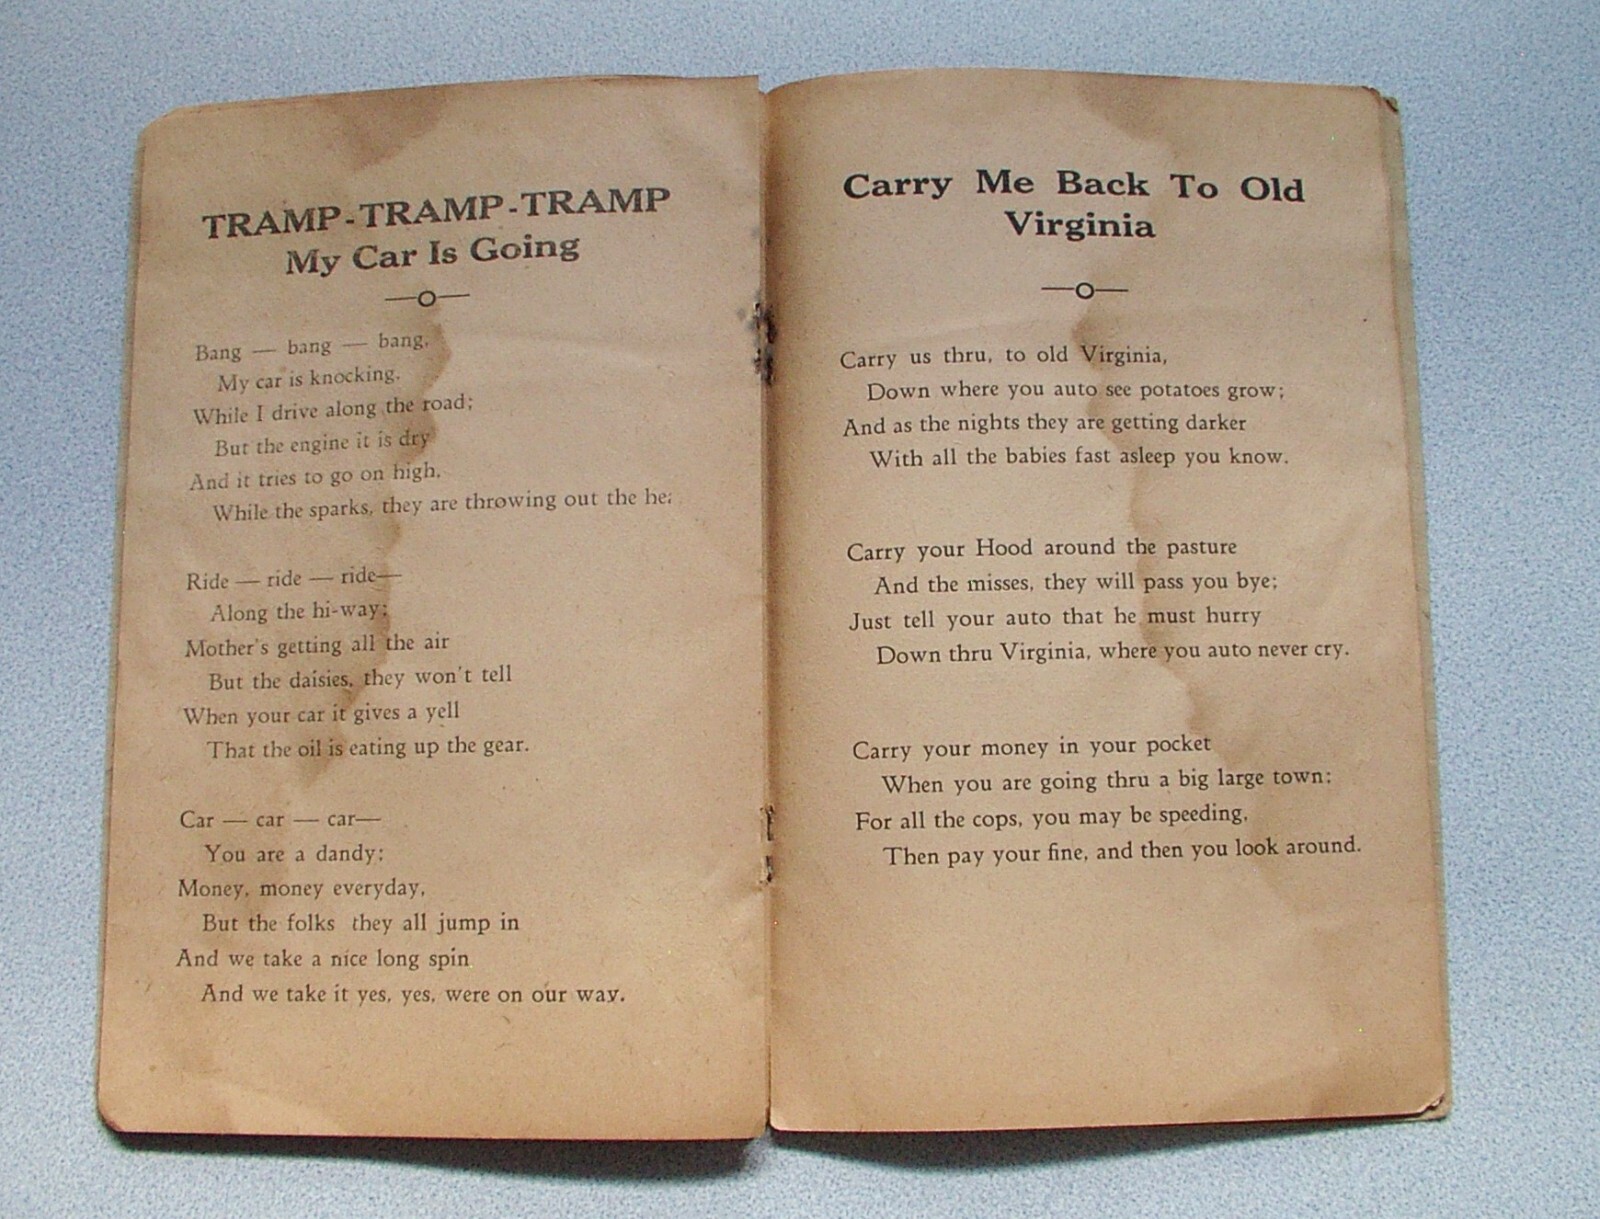 TRAMP-TRAMP-TRAMP
My Car Is Going
Bang — bang — bang,
My car is knocking.
While I drive along the road;
But the engine it is dry
And it tries to go on high,
While the sparks, they are throwing out the
Ride — ride — ride—
Along the hi-way;
Mother's getting all the air
But the daisies, they won't tell
When your car it gives a yell
That the oil is eating up the gear.
Car — car — car—
You are a dandy;
Money, money everyday,
But the folks they all jump in
And we take a nice long spin
And we take it yes, yes, were on our way.
Carry Me Back To Old
Virginia
Carry us thru, to old Virginia,
Down where you auto see potatoes grow;
And as the nights they are getting darker
With all the babies fast asleep you know.
Carry your Hood around the pasture
And the misses, they will pass you bye;
Just tell your auto that he must hurry
Down thru Virginia, where you auto never cry.
Carry your money in your pocket
When you are going thru a big large town;
For all the cops, you may be speeding,
Then pay your fine, and then you look around.